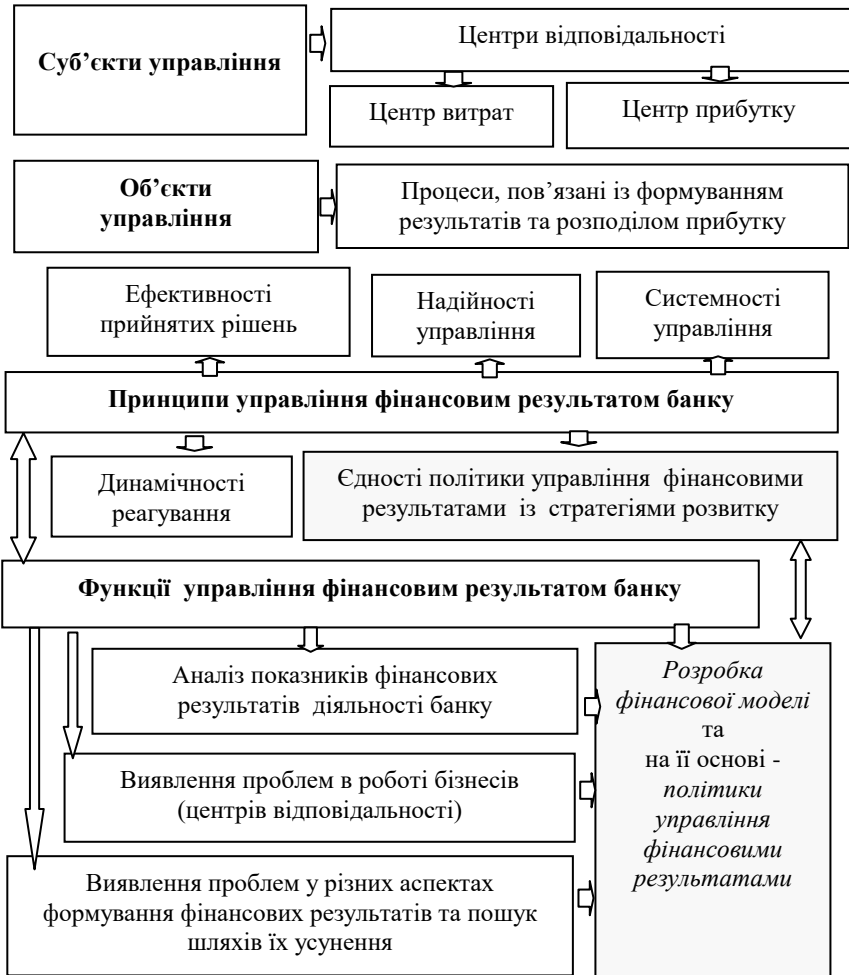 Суб’єкти управління
Центри відповідальності
Центр витрат
Центр прибутку
Об’єкти
управління
Процеси, пов’язані із формуванням
результатів та розподілом прибутку
Ефективності
прийнятих рішень
Надійності
управління
Системності
управління
Принципи управління фінансовим результатом банку
Динамічності
реагування
Єдності політики управління фінансовими
результатами із стратегіями розвитку
Функції управління фінансовим результатом банку
Аналіз показників фінансових
результатів діяльності банку
Виявлення проблем в роботі бізнесів
(центрів відповідальності)
Виявлення проблем у різних аспектах
формування фінансових результатів та пошук
шляхів їх усунення
Розробка
фінансової моделі
та
на її основі -
політики
управління
фінансовими
результатами